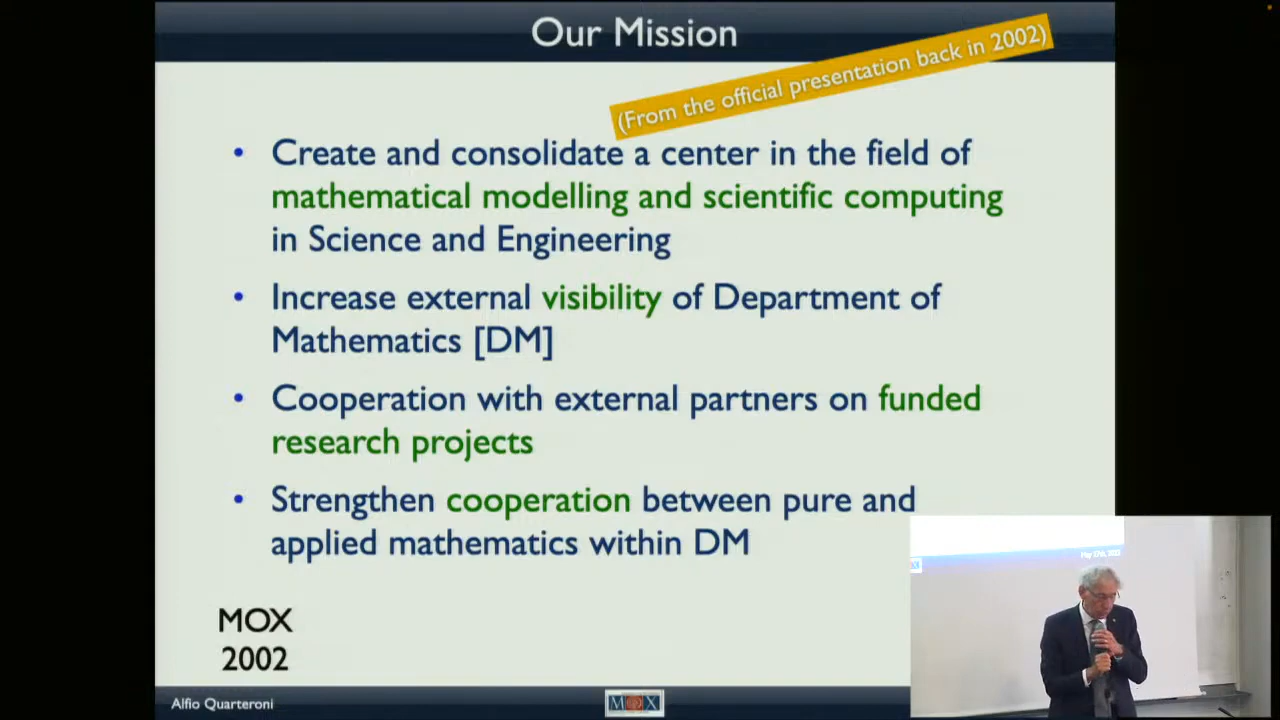 Our Mission
(From the official presentation back in 2002)
• Create and consolidate a center in the field of
mathematical modelling and scientific computing
in Science and Engineering
• Increase external visibility of Department of
Mathematics [DM]
• Cooperation with external partners on funded
research projects
• Strengthen cooperation between pure and
applied mathematics within DM
MOX
2002
Alfio Quarteroni
MOX